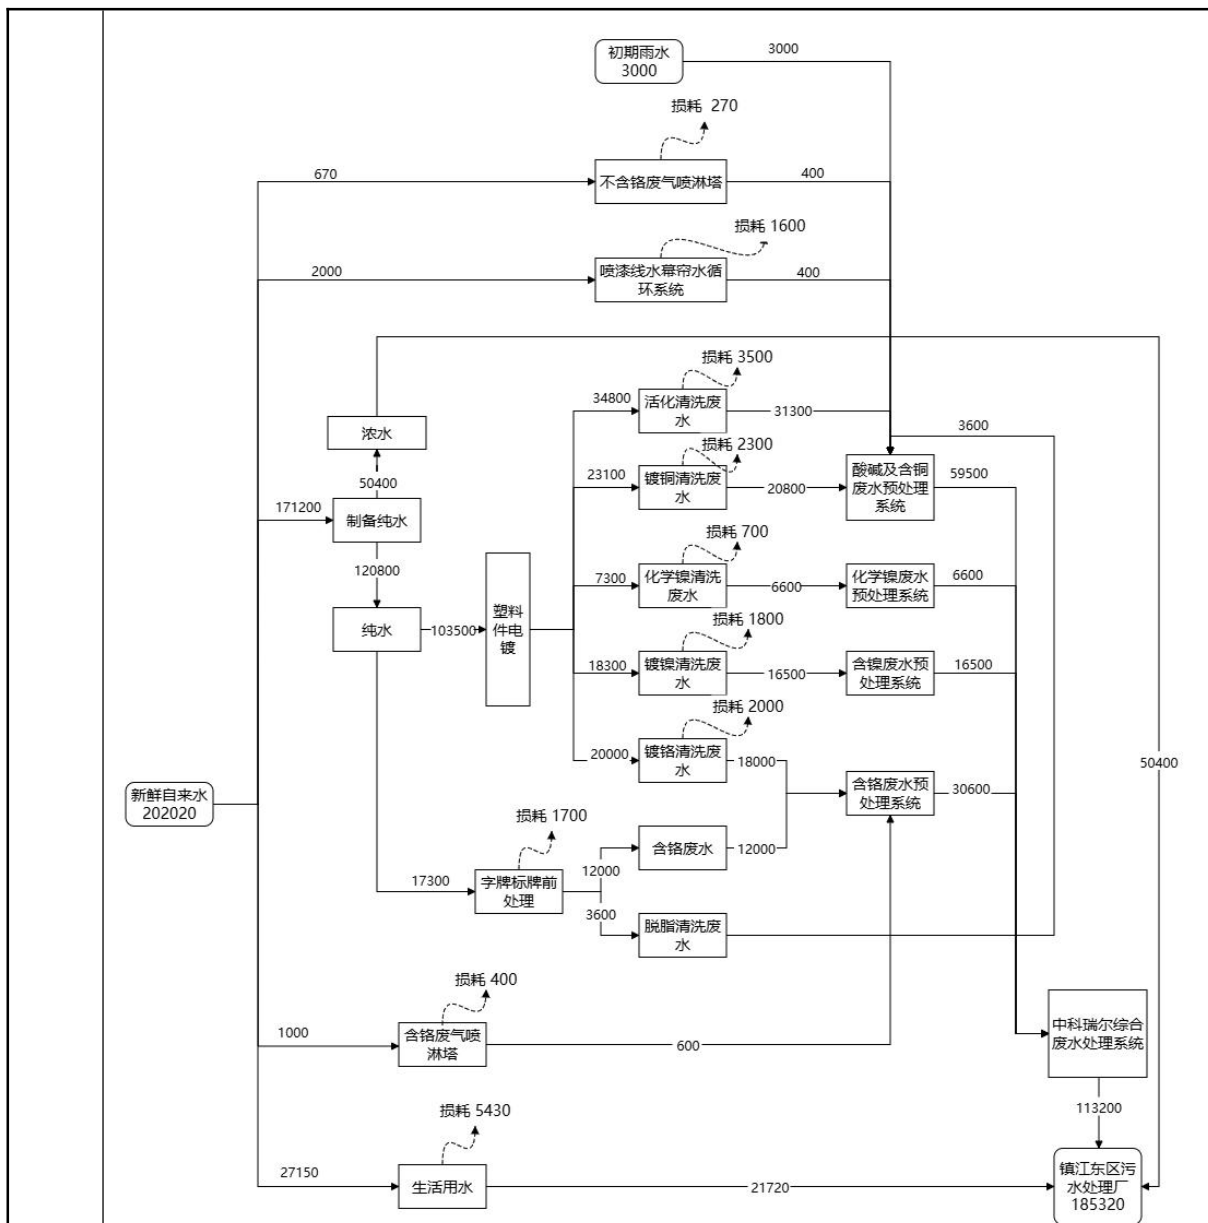 初期雨水
3000
3000
损耗 270
670
不含铬废气喷淋塔
400
损耗 1600
2000
喷漆线水幕帘水循
环系统
400
损耗 3500
34800
活化清洗废
水
31300
浓水
3600
损耗 2300
23100
镀铜清洗废
水
20800
酸碱及含铜
废水预处理
系统
59500
50400
171200
制备纯水
损耗 700
120800
7300
化学镍清洗
废水
6600
化学镍废水
预处理系统
6600
纯水
103500
塑料
件电
镀
损耗 1800
18300
镀镍清洗废
水
16500
含镍废水预
处理系统
16500
损耗 2000
20000
镀铬清洗废
水
18000
50400
新鲜自来水
202020
含铬废水预
处理系统
30600
损耗 1700
含铬废水
12000
12000
17300
字牌标牌前
处理
3600
脱脂清洗废
水
损耗 400
1000
含铬废气喷
淋塔
600
中科瑞尔综合
废水处理系统
113200
损耗 5430
27150
生活用水
21720
镇江东区污
水处理厂
185320